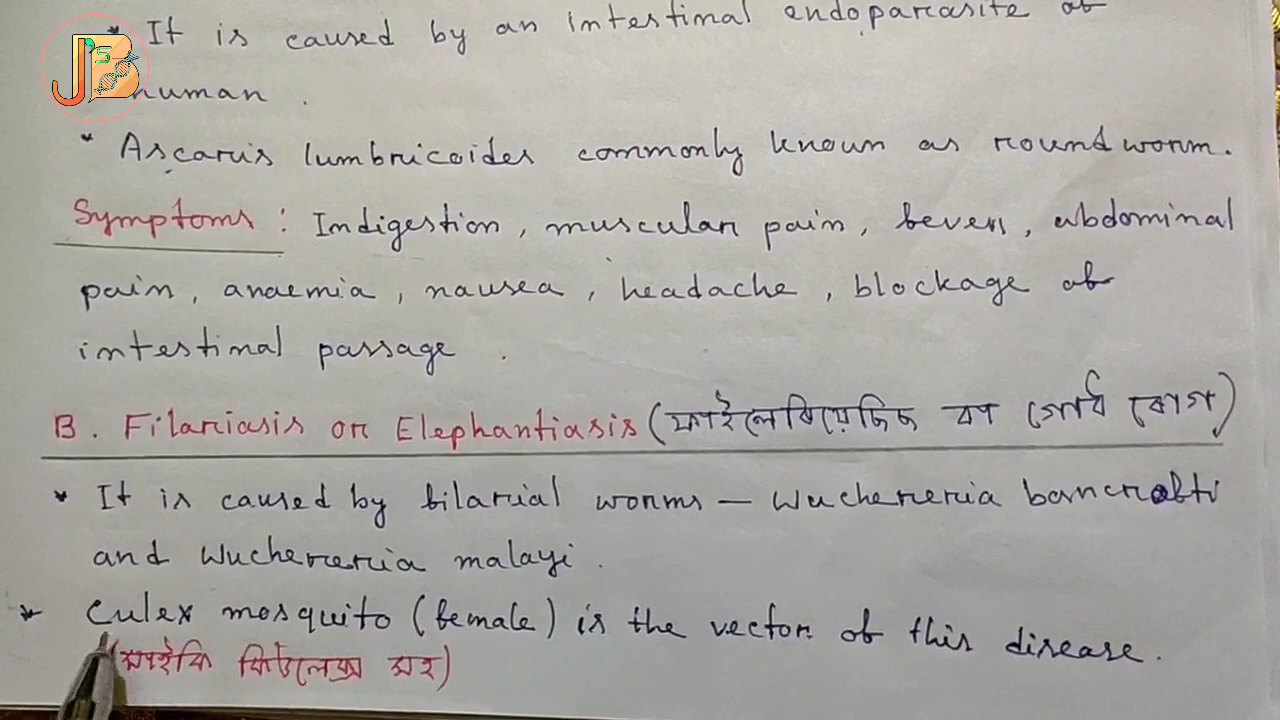 * It is caused by an intestinal endoparasite of
human.
* Ascaris lumbricoides commonly known as roundworm.
Symptoms: Indigestion, muscular pain, fever, abdominal
pain, anaemia, nausea, headache, blockage of
intestinal passage.
B. Filariasis or Elephantiasis (ফাইলেরিয়েসিস বা গোদ রোগ)
* It is caused by filarial worms – Wuchereria bancrofti
and Wuchereria malayi.
* Culex mosquito (female) is the vector of this disease.